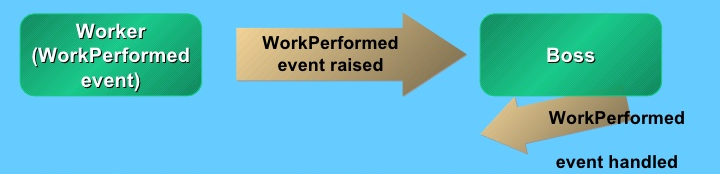 Worker
(WorkPerformed
event)
WorkPerformed
event raised
Boss
WorkPerformed
event handled